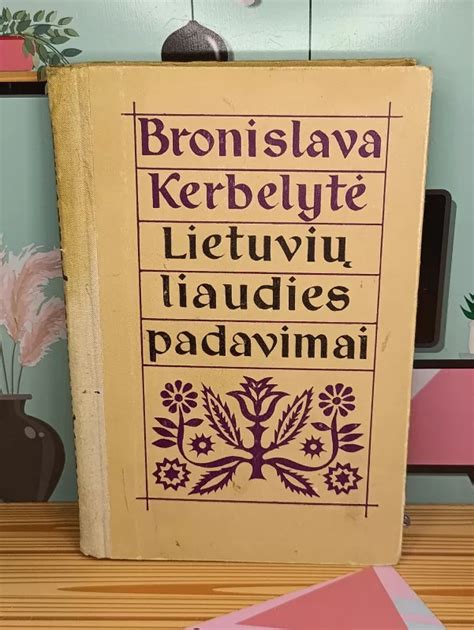 Bronislava
Kerbelytė
Lietuvių
liaudies
padavimai